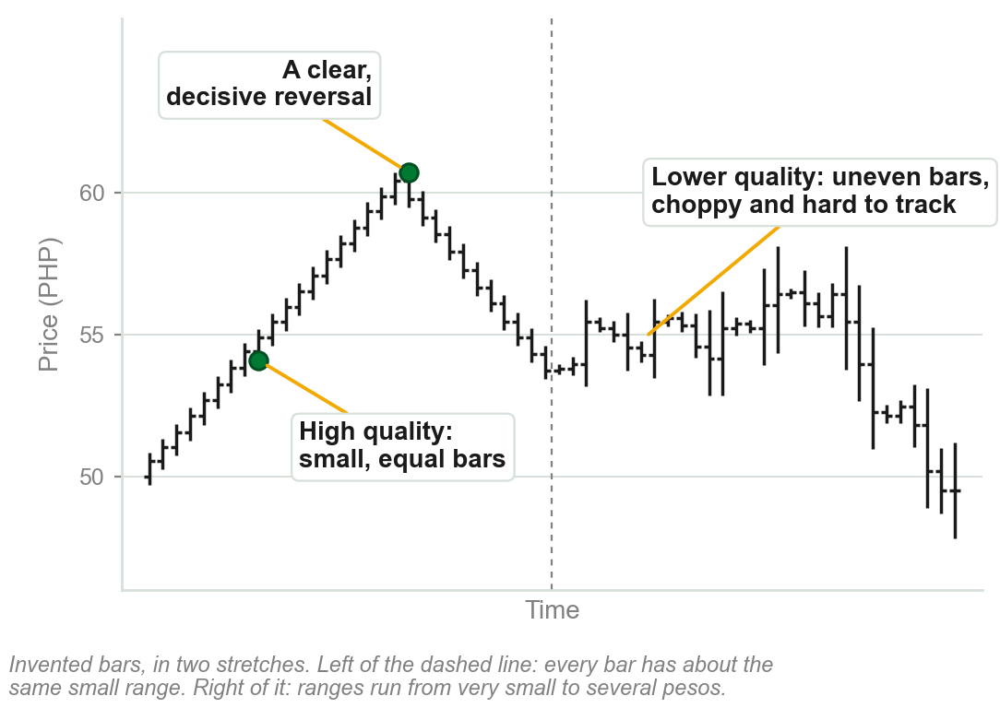 A clear,
decisive reversal
Lower quality: uneven bars,
choppy and hard to track
High quality:
small, equal bars
Price (PHP)
60
55
50
Time
Invented bars, in two stretches. Left of the dashed line: every bar has about the
same small range. Right of it: ranges run from very small to several pesos.